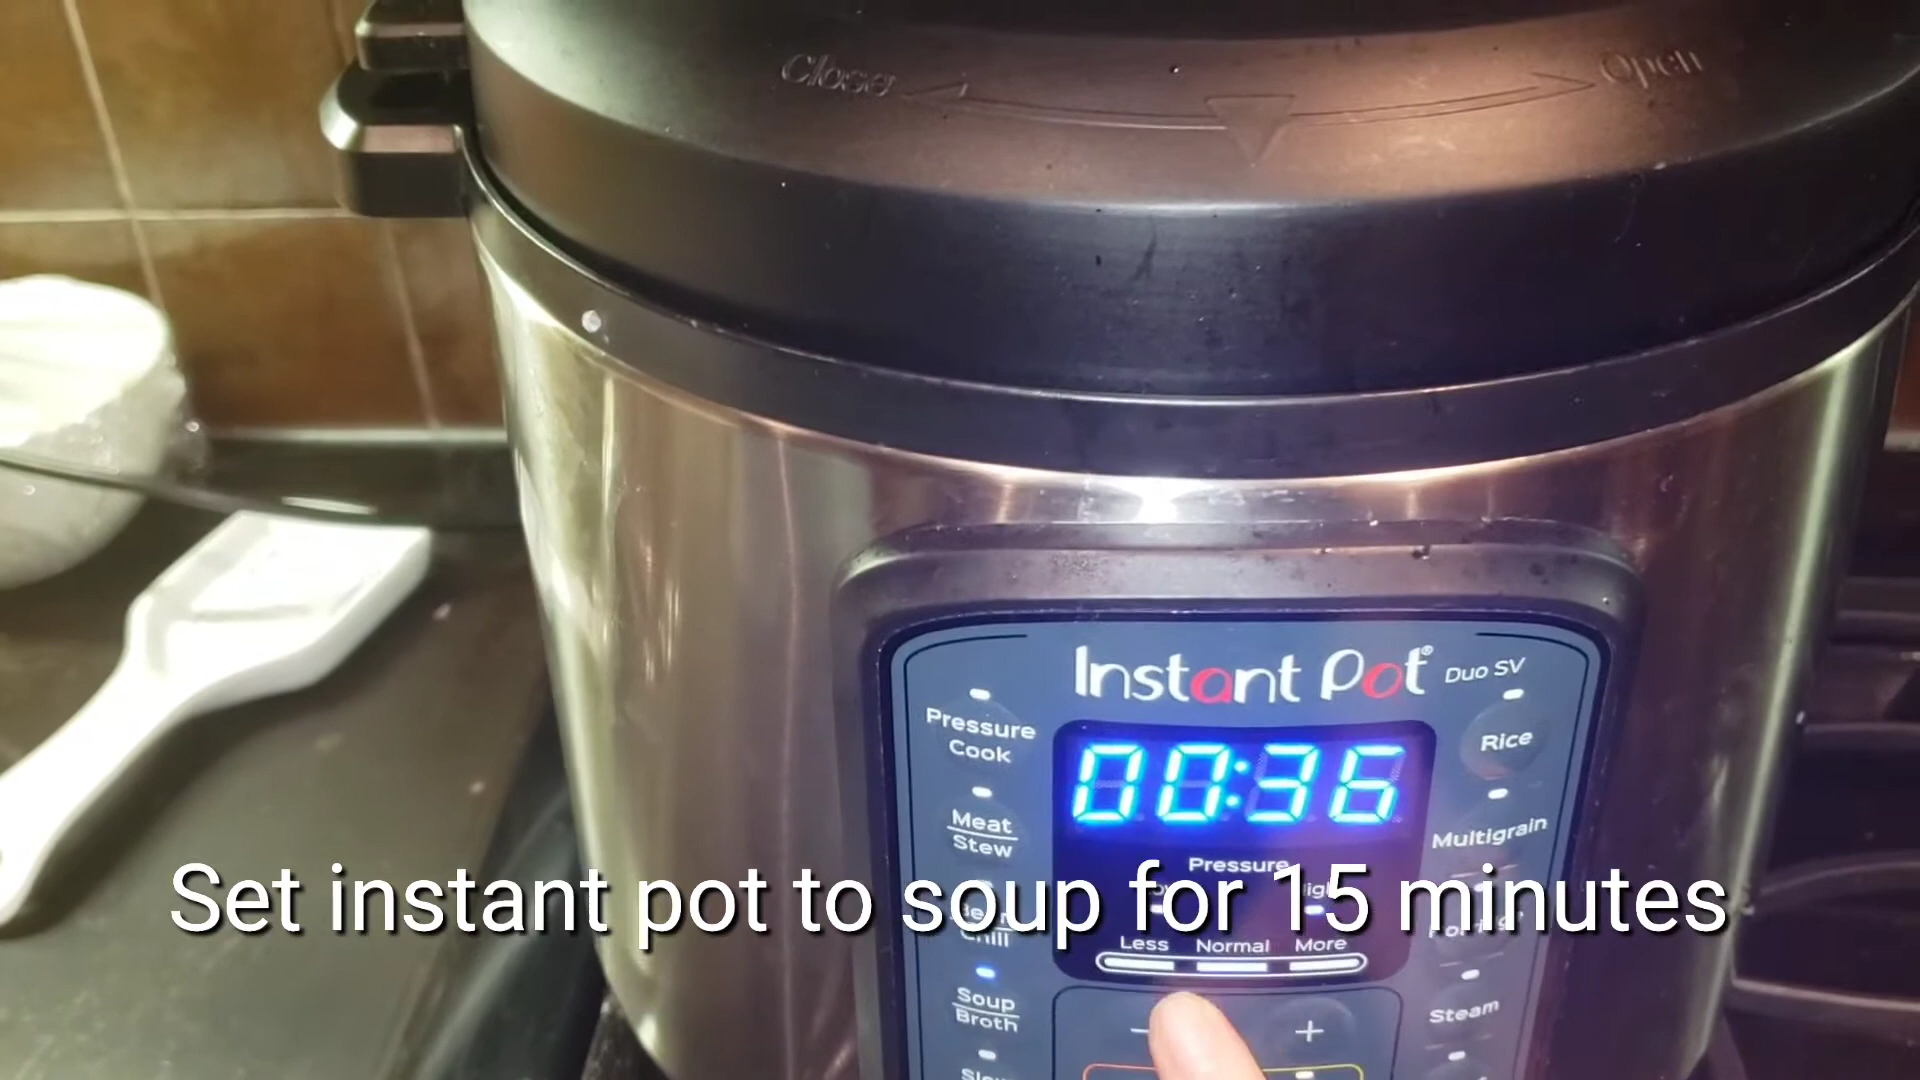 Close
Open
Instant Pot® Duo SV
Pressure
Cook
00:36
Rice
Meat
Stew
Multigrain
Pressure
Set instant pot to soup for 15 minutes
Chili
Less Normal More
Soup
Broth
Steam